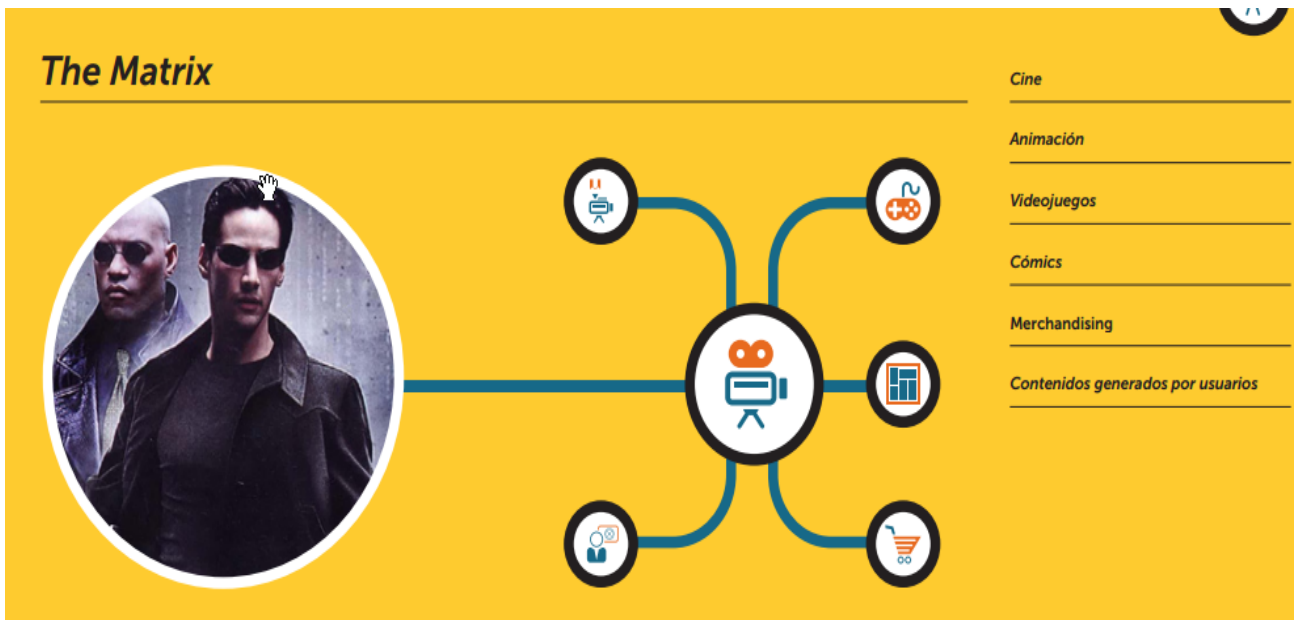 The Matrix
Cine
Animación
Videojuegos
Cómics
Merchandising
Contenidos generados por usuarios